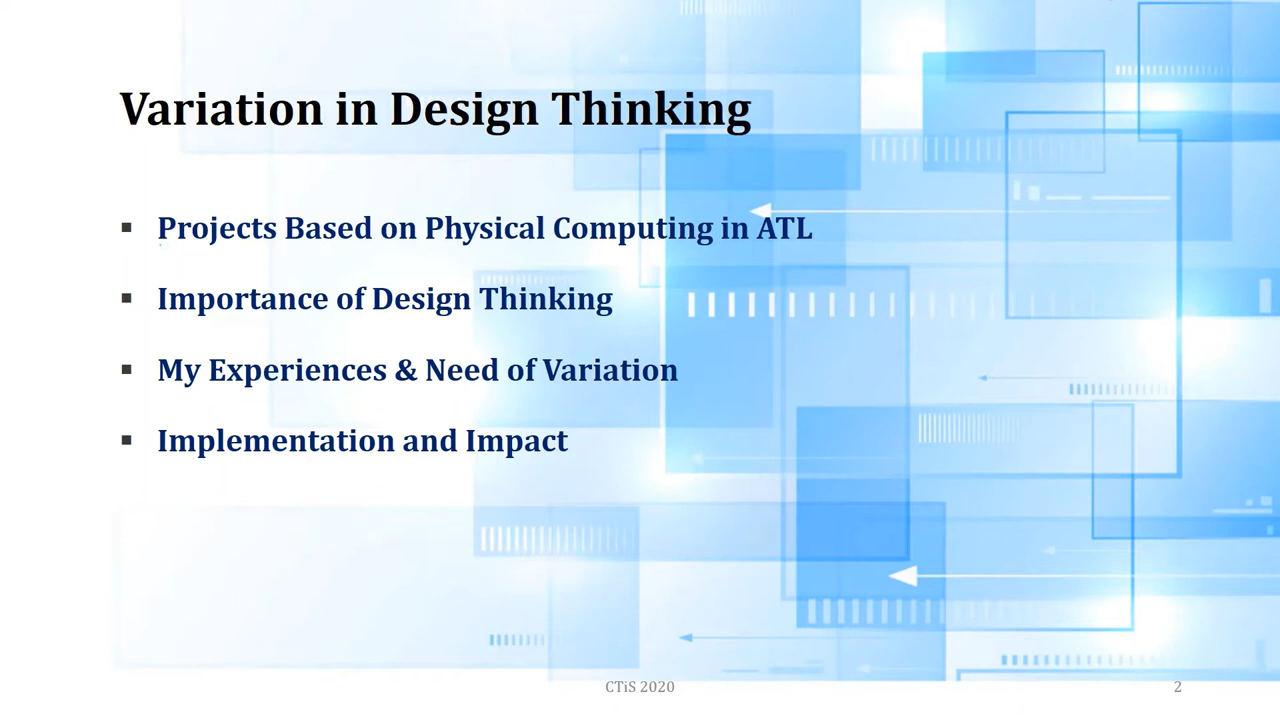 Variation in Design Thinking
▪ Projects Based on Physical Computing in ATL
▪ Importance of Design Thinking
▪ My Experiences & Need of Variation
▪ Implementation and Impact
CTiS 2020
2